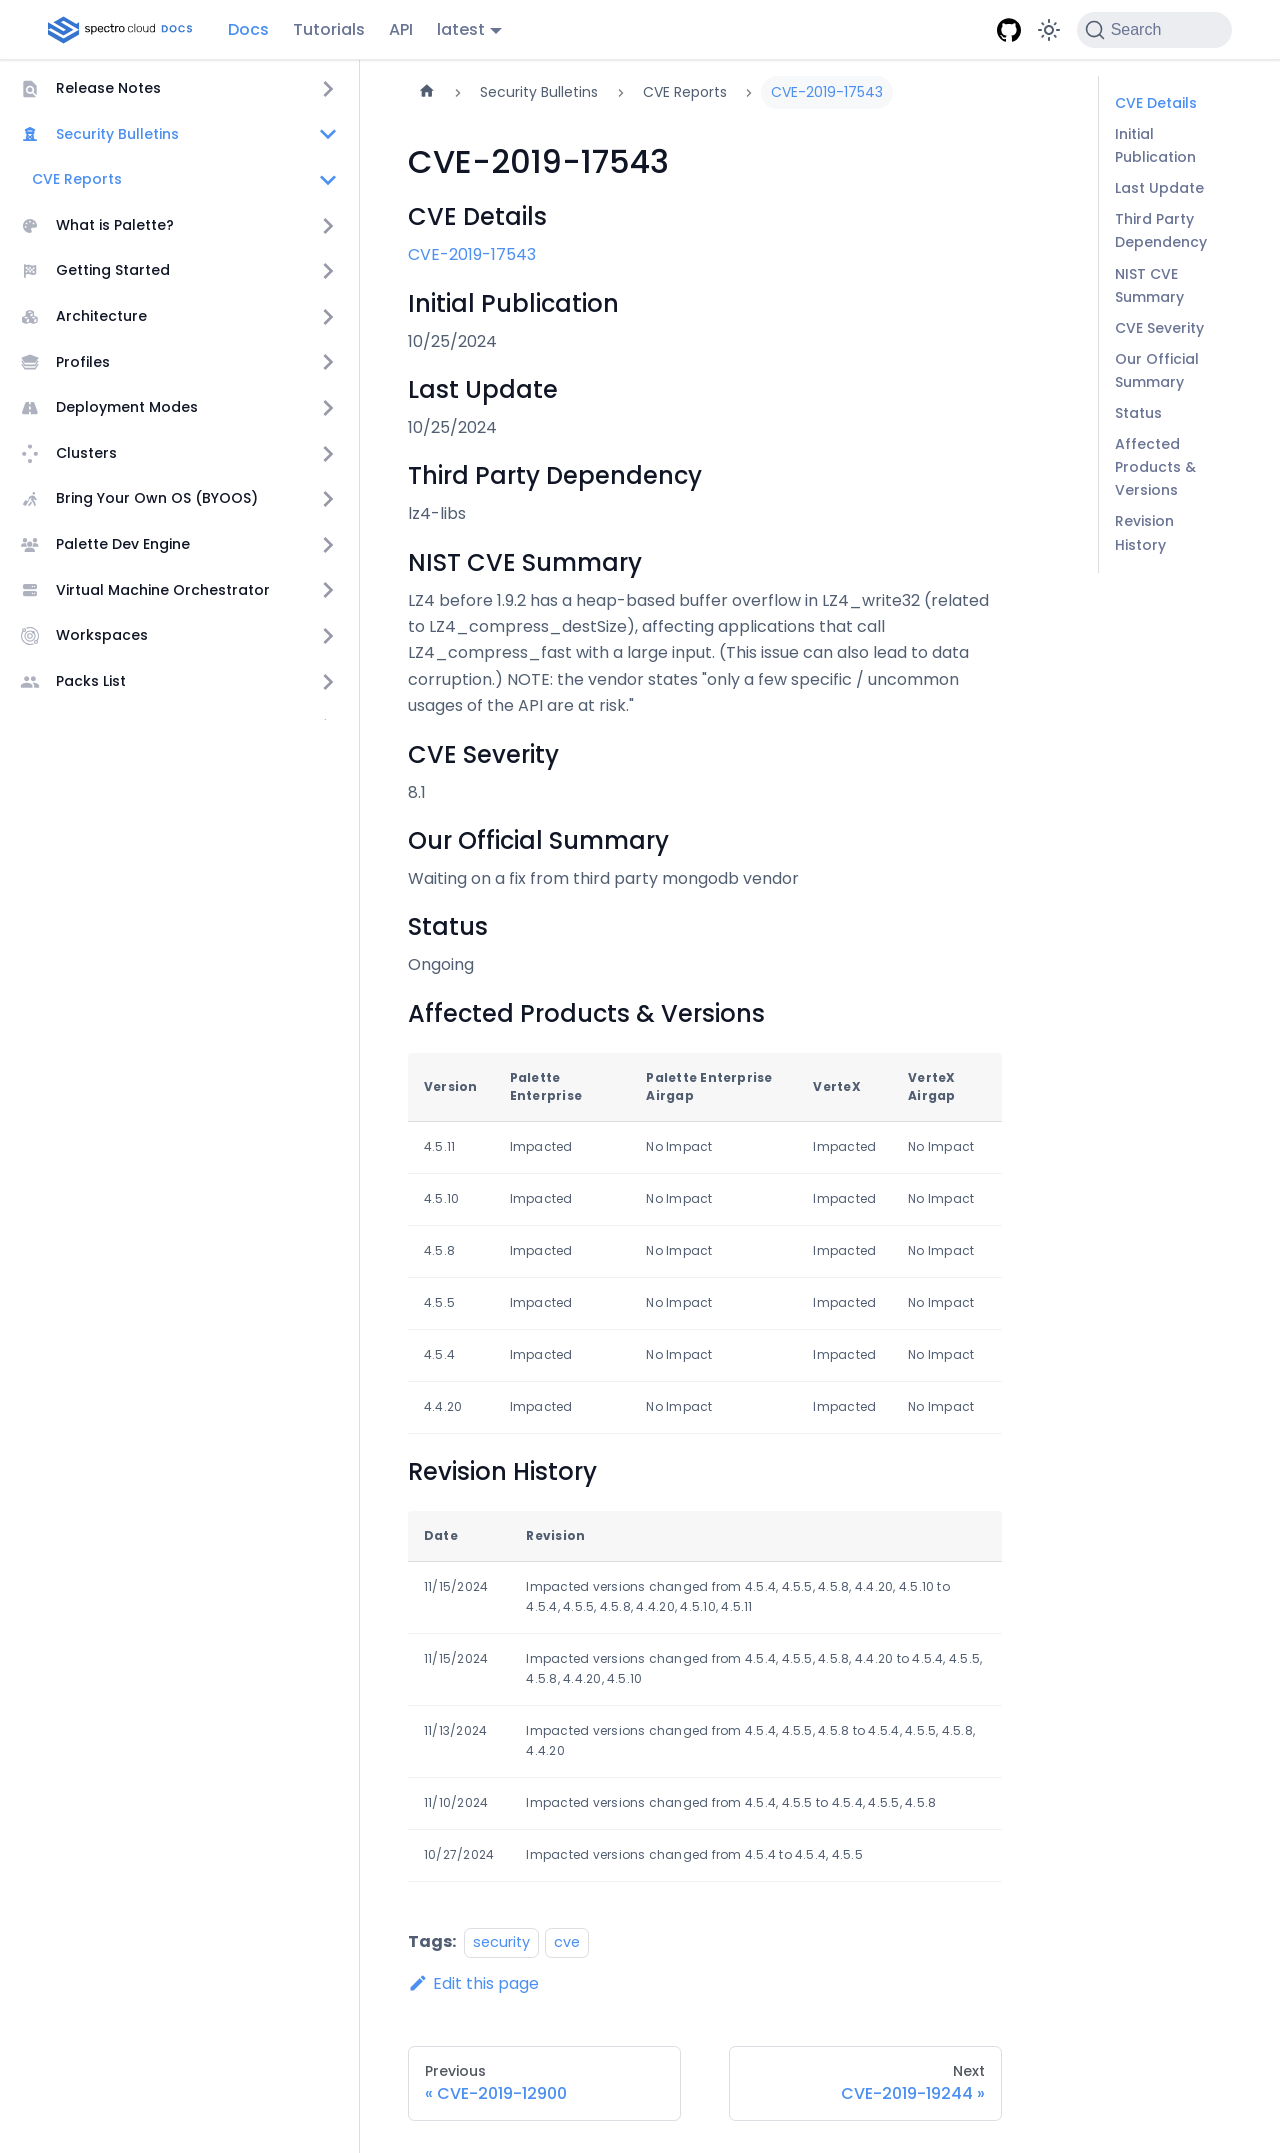 spectro cloud DOCS
Docs
Tutorials
API
latest
Search
Release Notes
Security Bulletins
CVE Reports
What is Palette?
Getting Started
Architecture
Profiles
Deployment Modes
Clusters
Bring Your Own OS (BYOOS)
Palette Dev Engine
Virtual Machine Orchestrator
Workspaces
Packs List
Security Bulletins
CVE Reports
CVE-2019-17543
CVE-2019-17543
CVE Details
CVE-2019-17543
Initial Publication
10/25/2024
Last Update
10/25/2024
Third Party Dependency
lz4-libs
NIST CVE Summary
LZ4 before 1.9.2 has a heap-based buffer overflow in LZ4_write32 (related
to LZ4_compress_destSize), affecting applications that call
LZ4_compress_fast with a large input. (This issue can also lead to data
corruption.) NOTE: the vendor states "only a few specific / uncommon
usages of the API are at risk."
CVE Severity
8.1
Our Official Summary
Waiting on a fix from third party mongodb vendor
Status
Ongoing
Affected Products & Versions
Version Palette Enterprise Palette Enterprise Airgap VerteX VerteX Airgap
4.5.11 Impacted No Impact Impacted No Impact
4.5.10 Impacted No Impact Impacted No Impact
4.5.8 Impacted No Impact Impacted No Impact
4.5.5 Impacted No Impact Impacted No Impact
4.5.4 Impacted No Impact Impacted No Impact
4.4.20 Impacted No Impact Impacted No Impact
Revision History
Date Revision
11/15/2024 Impacted versions changed from 4.5.4, 4.5.5, 4.5.8, 4.4.20, 4.5.10 to
4.5.4, 4.5.5, 4.5.8, 4.4.20, 4.5.10, 4.5.11
11/15/2024 Impacted versions changed from 4.5.4, 4.5.5, 4.5.8, 4.4.20 to 4.5.4, 4.5.5,
4.5.8, 4.4.20, 4.5.10
11/13/2024 Impacted versions changed from 4.5.4, 4.5.5, 4.5.8 to 4.5.4, 4.5.5, 4.5.8,
4.4.20
11/10/2024 Impacted versions changed from 4.5.4, 4.5.5 to 4.5.4, 4.5.5, 4.5.8
10/27/2024 Impacted versions changed from 4.5.4 to 4.5.4, 4.5.5
Tags: security cve
Edit this page
Previous
« CVE-2019-12900
Next
CVE-2019-19244 »
CVE Details
Initial
Publication
Last Update
Third Party
Dependency
NIST CVE
Summary
CVE Severity
Our Official
Summary
Status
Affected
Products &
Versions
Revision
History